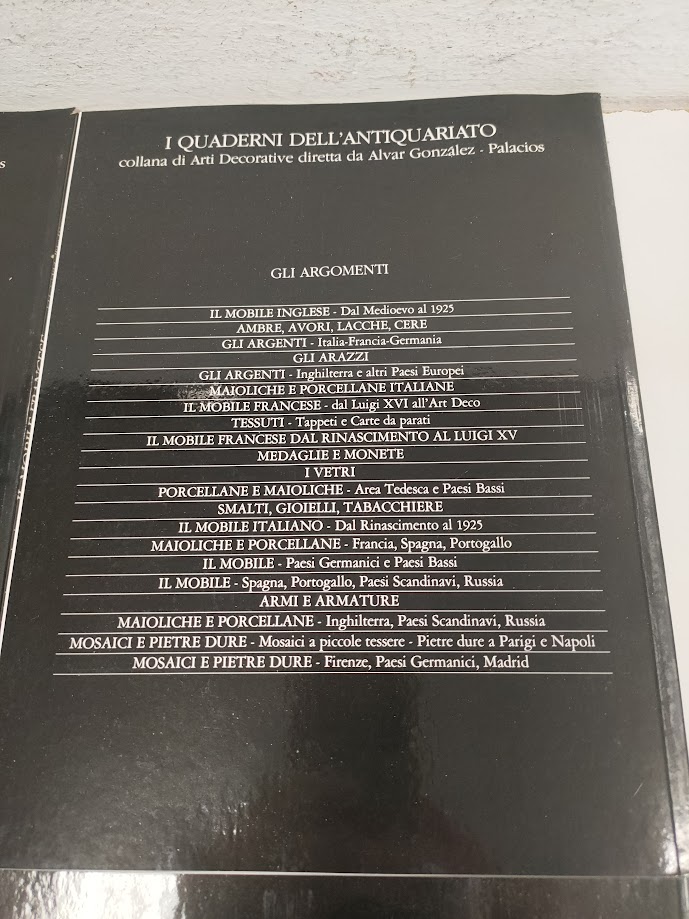 I QUADERNI DELL'ANTIQUARIATO
collana di Arti Decorative diretta da Alvar González - Palacios
GLI ARGOMENTI
IL MOBILE INGLESE - Dal Medioevo al 1925
AMBRE, AVORI, LACCHE, CERE
GLI ARGENTI - Italia-Francia-Germania
GLI ARAZZI
GLI ARGENTI - Inghilterra e altri Paesi Europei
MAIOLICHE E PORCELLANE ITALIANE
IL MOBILE FRANCESE - dal Luigi XVI all'Art Deco
TESSUTI - Tappeti e Carte da parati
IL MOBILE FRANCESE DAL RINASCIMENTO AL LUIGI XV
MEDAGLIE E MONETE
I VETRI
PORCELLANE E MAIOLICHE - Area Tedesca e Paesi Bassi
SMALTI, GIOIELLI, TABACCHIERE
IL MOBILE ITALIANO - Dal Rinascimento al 1925
MAIOLICHE E PORCELLANE - Francia, Spagna, Portogallo
IL MOBILE - Paesi Germanici e Paesi Bassi
IL MOBILE - Spagna, Portogallo, Paesi Scandinavi, Russia
ARMI E ARMATURE
MAIOLICHE E PORCELLANE - Inghilterra, Paesi Scandinavi, Russia
MOSAICI E PIETRE DURE - Mosaici a piccole tessere - Pietre dure a Parigi e Napoli
MOSAICI E PIETRE DURE - Firenze, Paesi Germanici, Madrid